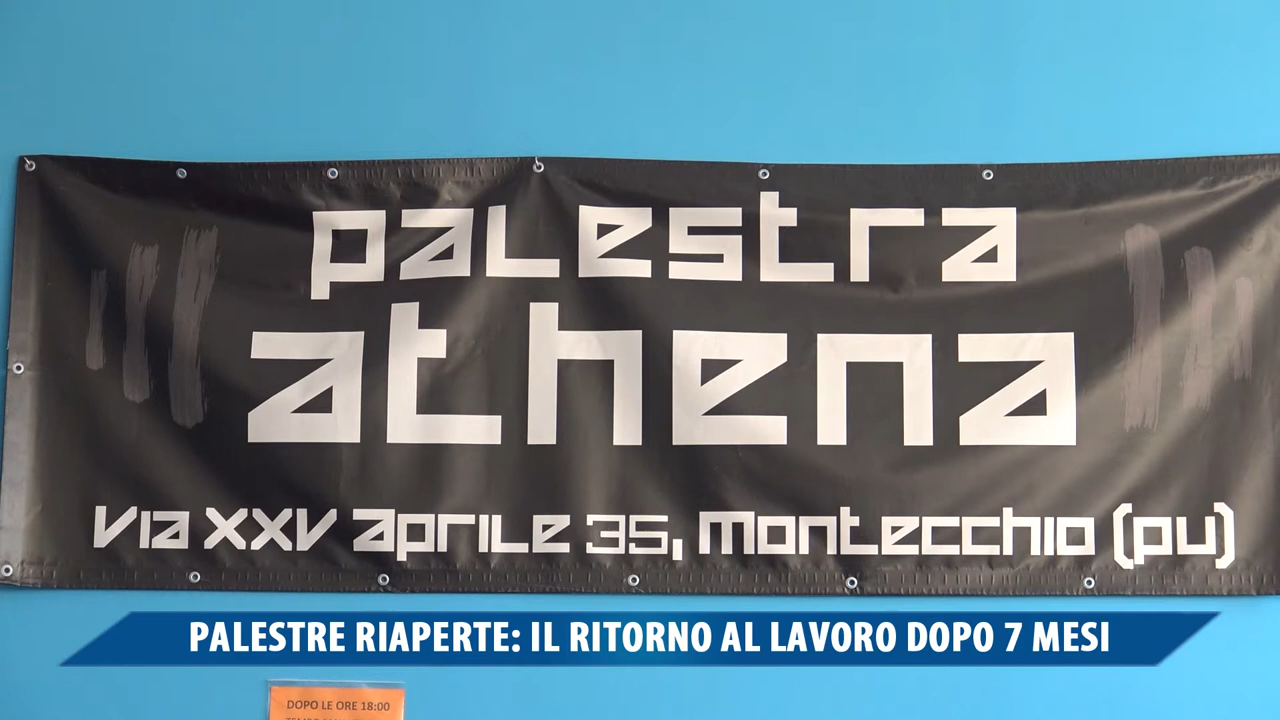 palestra
athena
Via XXV aprile 35, Montecchio (pu)
PALESTRE RIAPERTE: IL RITORNO AL LAVORO DOPO 7 MESI
DOPO LE ORE 18:00